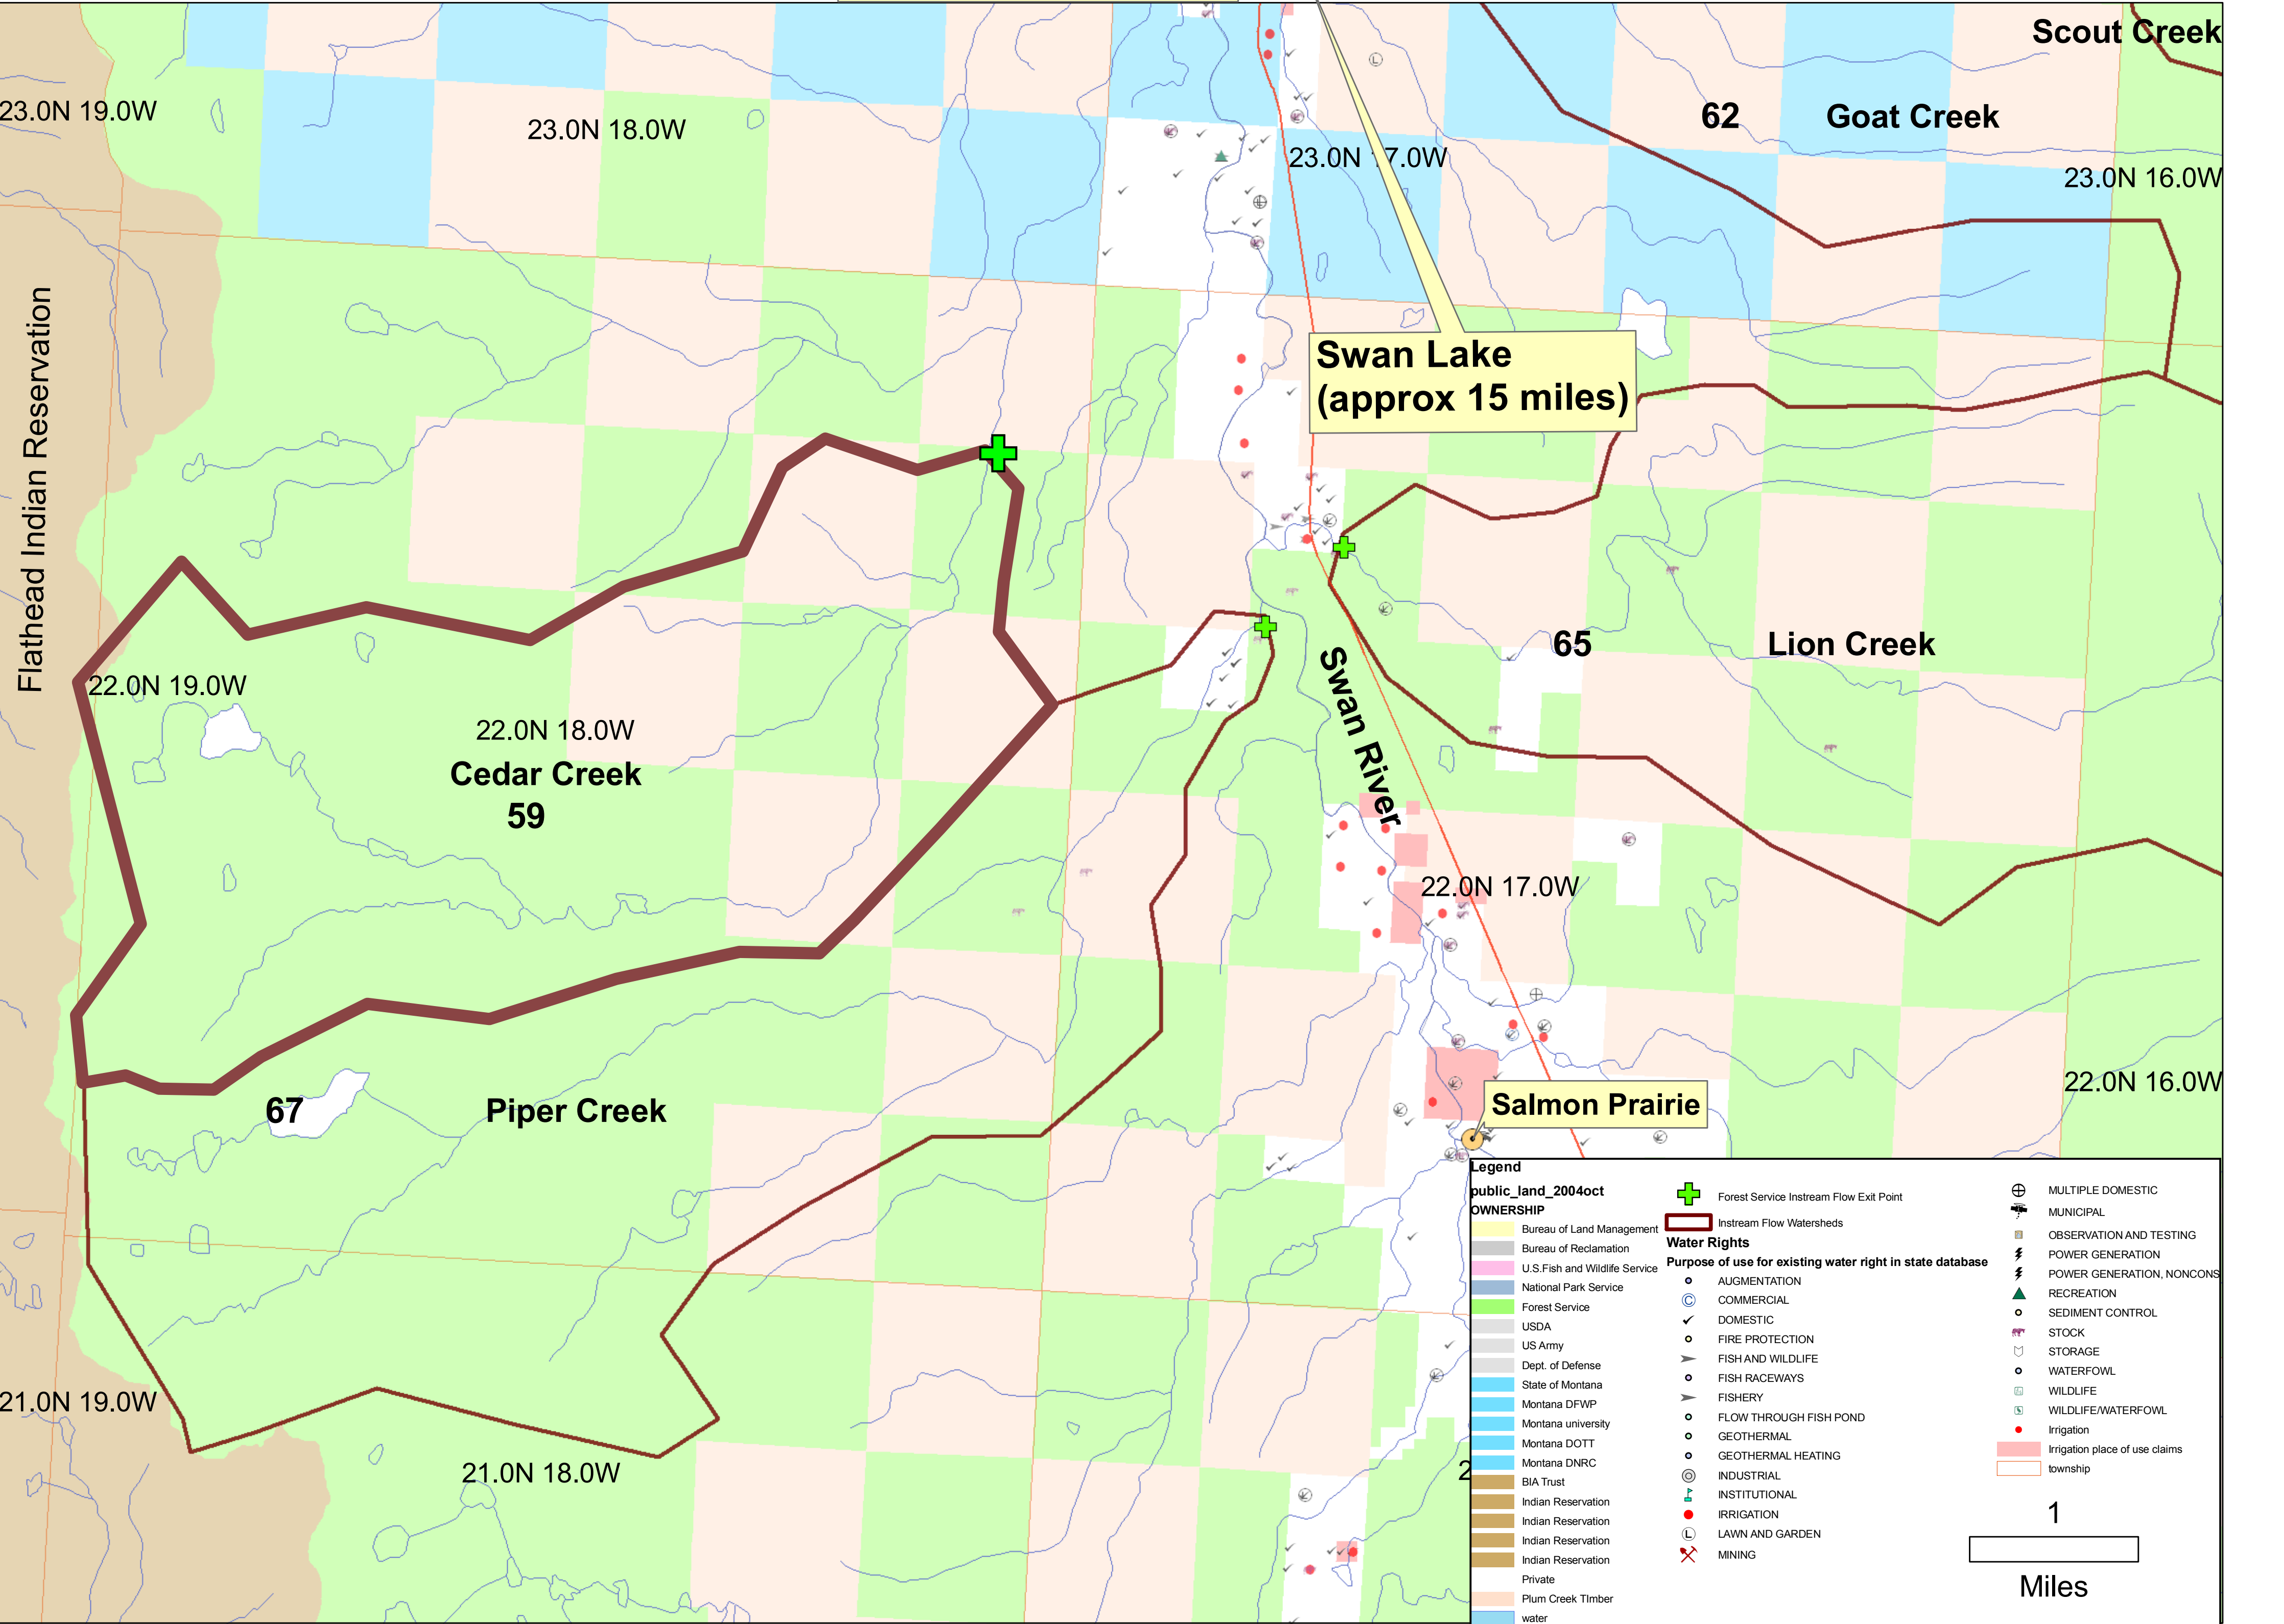 Scout Creek
23.0N 19.0W
23.0N 18.0W
62
Goat Creek
23.0N 17.0W
23.0N 16.0W
Flathead Indian Reservation
Swan Lake
(approx 15 miles)
65
Lion Creek
Swan River
22.0N 19.0W
22.0N 18.0W
Cedar Creek
59
22.0N 17.0W
22.0N 16.0W
67
Piper Creek
Salmon Prairie
21.0N 19.0W
21.0N 18.0W
2
Legend
public_land_2004oct
OWNERSHIP
Bureau of Land Management
Bureau of Reclamation
U.S.Fish and Wildlife Service
National Park Service
Forest Service
USDA
US Army
Dept. of Defense
State of Montana
Montana DFWP
Montana university
Montana DOTT
Montana DNRC
BIA Trust
Indian Reservation
Indian Reservation
Indian Reservation
Indian Reservation
Private
Plum Creek TImber
water
Forest Service Instream Flow Exit Point
Instream Flow Watersheds
Water Rights
Purpose of use for existing water right in state database
AUGMENTATION
COMMERCIAL
DOMESTIC
FIRE PROTECTION
FISH AND WILDLIFE
FISH RACEWAYS
FISHERY
FLOW THROUGH FISH POND
GEOTHERMAL
GEOTHERMAL HEATING
INDUSTRIAL
INSTITUTIONAL
IRRIGATION
LAWN AND GARDEN
MINING
MULTIPLE DOMESTIC
MUNICIPAL
OBSERVATION AND TESTING
POWER GENERATION
POWER GENERATION, NONCONS
RECREATION
SEDIMENT CONTROL
STOCK
STORAGE
WATERFOWL
WILDLIFE
WILDLIFE/WATERFOWL
Irrigation
Irrigation place of use claims
township
1
Miles